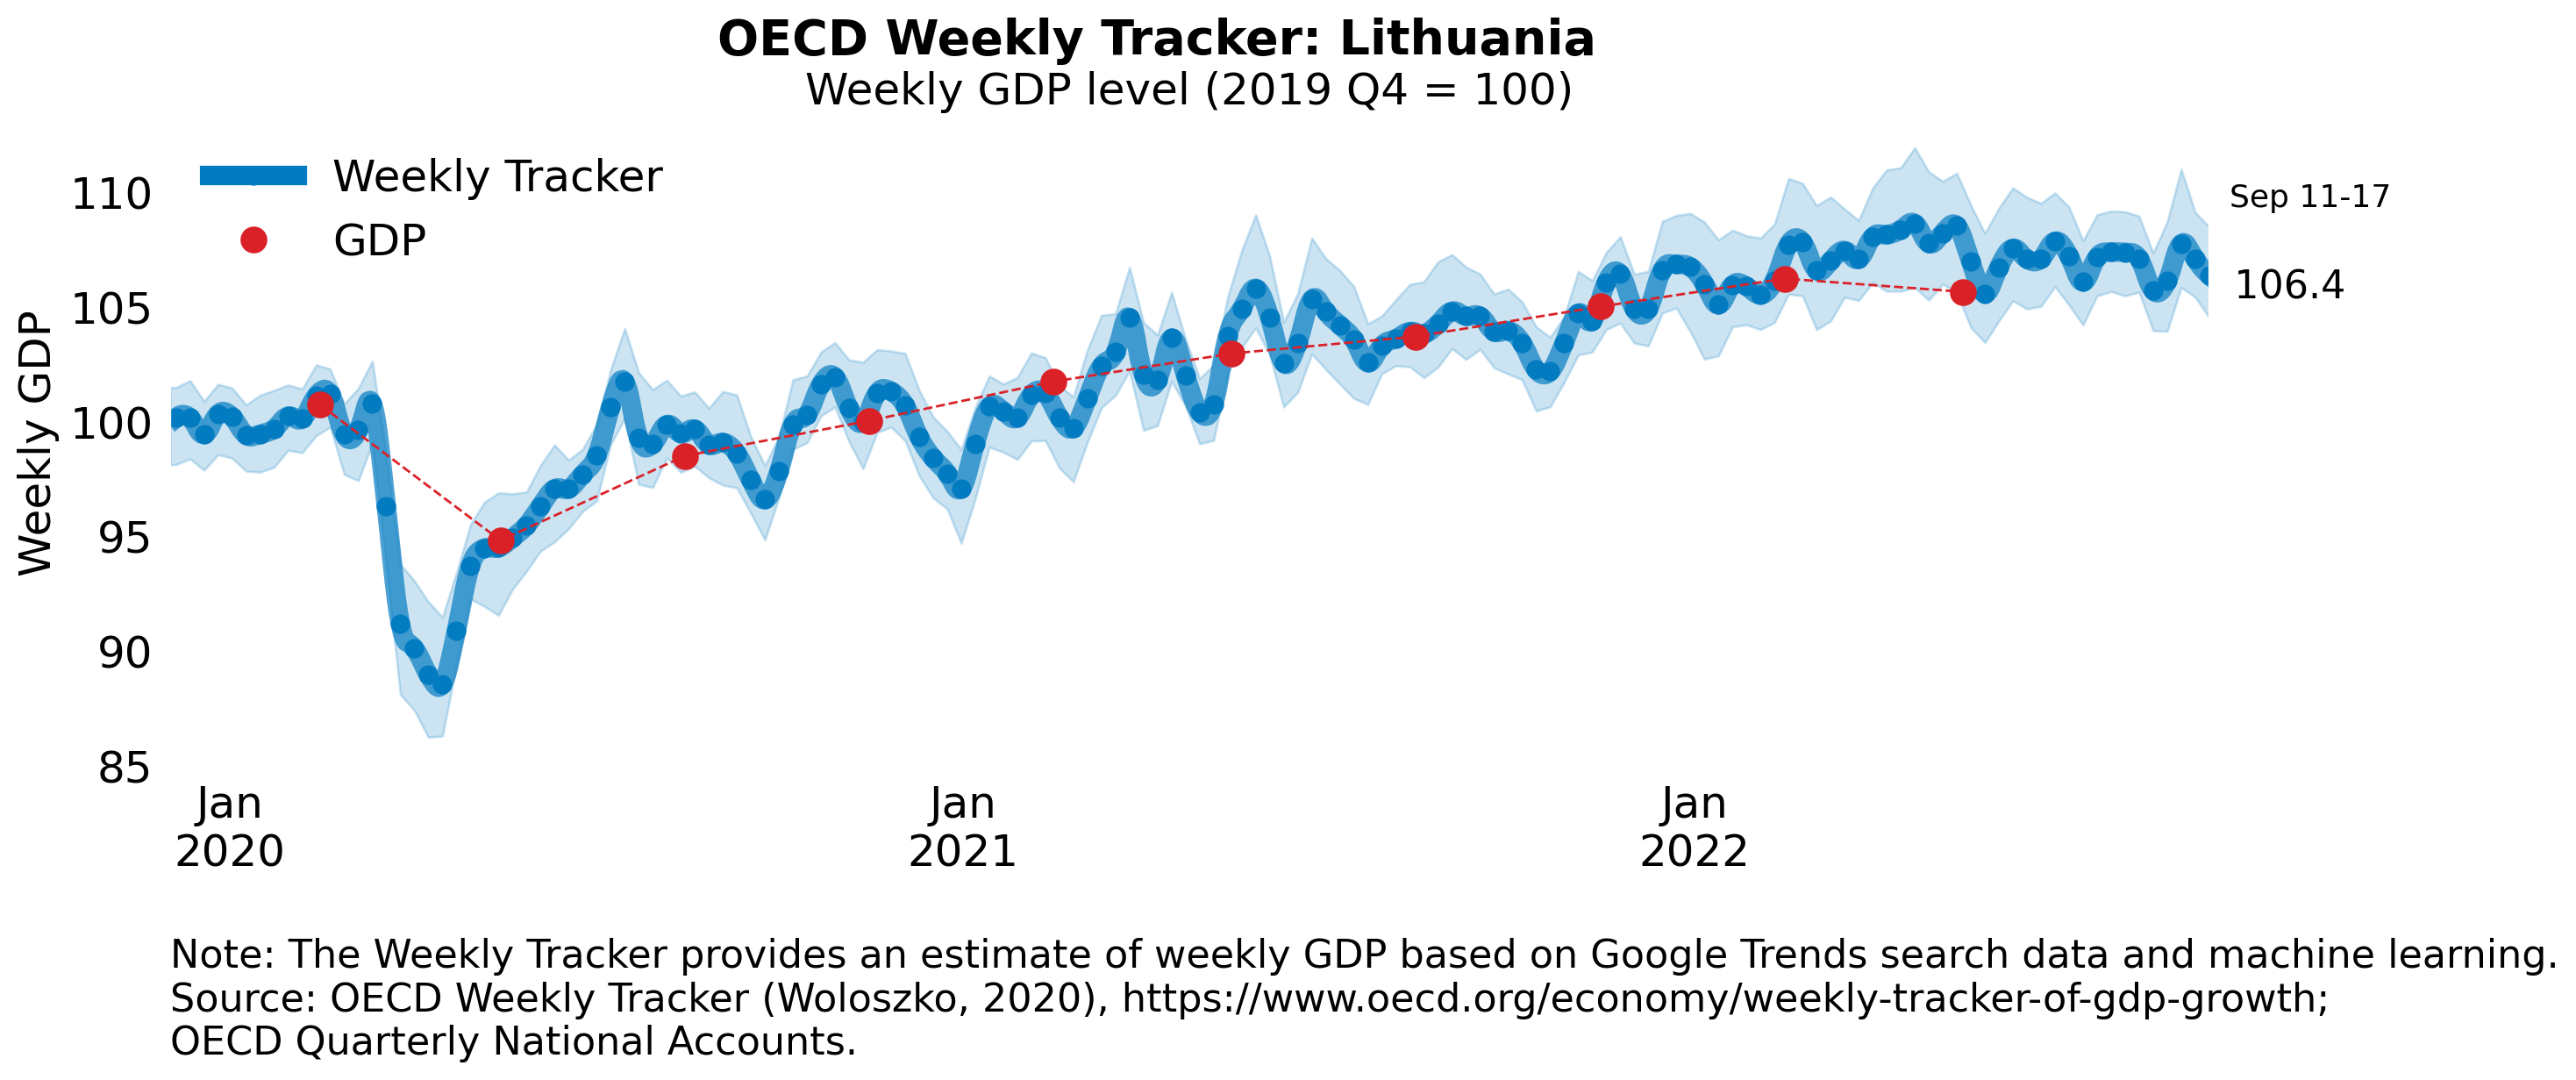 OECD Weekly Tracker: Lithuania
Weekly GDP level (2019 Q4 = 100)
Weekly Tracker
GDP
Weekly GDP
110
105
100
95
90
85
Sep 11-17
106.4
Jan
2020
Jan
2021
Jan
2022
Note: The Weekly Tracker provides an estimate of weekly GDP based on Google Trends search data and machine learning.
Source: OECD Weekly Tracker (Woloszko, 2020), https://www.oecd.org/economy/weekly-tracker-of-gdp-growth;
OECD Quarterly National Accounts.